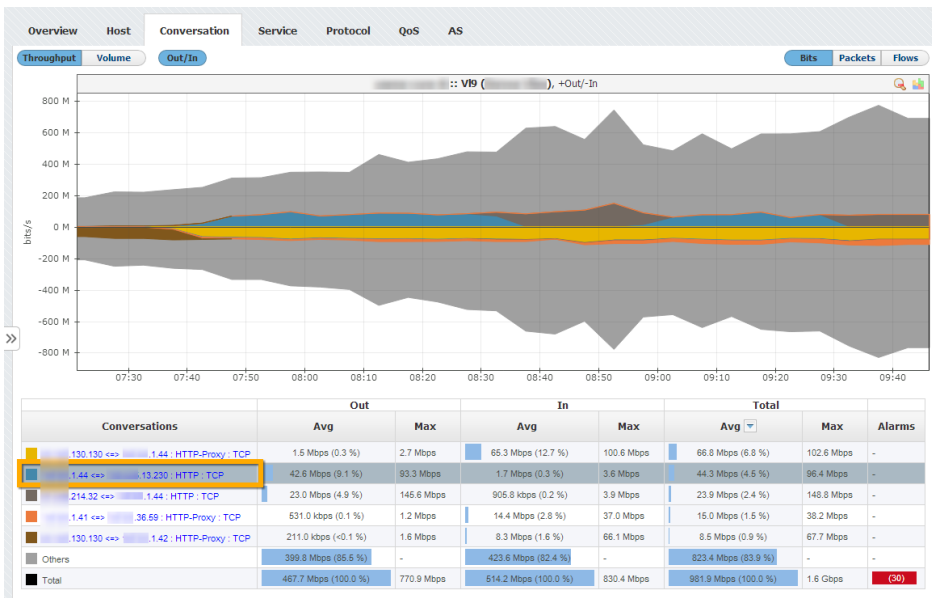 Overview Host Conversation Service Protocol QoS AS
Throughput Volume Out/In Bits Packets Flows
:: Vl9 ( ), +Out/-In
bits/s
800 M
600 M
400 M
200 M
0 M
-200 M
-400 M
-600 M
-800 M
07:30 07:40 07:50 08:00 08:10 08:20 08:30 08:40 08:50 09:00 09:10 09:20 09:30 09:40
Out In Total
Conversations Avg Max Avg Max Avg Max Alarms
.130.130 <=> .1.44 : HTTP-Proxy : TCP 1.5 Mbps (0.3 %) 2.7 Mbps 65.3 Mbps (12.7 %) 100.6 Mbps 66.8 Mbps (6.8 %) 102.6 Mbps -
.1.44 <=> .13.230 : HTTP : TCP 42.6 Mbps (9.1 %) 93.3 Mbps 1.7 Mbps (0.3 %) 3.6 Mbps 44.3 Mbps (4.5 %) 96.4 Mbps -
.214.32 <=> .1.44 : HTTP : TCP 23.0 Mbps (4.9 %) 145.6 Mbps 905.8 kbps (0.2 %) 3.9 Mbps 23.9 Mbps (2.4 %) 148.8 Mbps -
.1.41 <=> .36.59 : HTTP-Proxy : TCP 531.0 kbps (0.1 %) 1.2 Mbps 14.4 Mbps (2.8 %) 37.0 Mbps 15.0 Mbps (1.5 %) 38.2 Mbps -
.130.130 <=> .1.42 : HTTP-Proxy : TCP 211.0 kbps (<0.1 %) 1.6 Mbps 8.3 Mbps (1.6 %) 66.1 Mbps 8.5 Mbps (0.9 %) 67.7 Mbps -
Others 399.8 Mbps (85.5 %) - 423.6 Mbps (82.4 %) - 823.4 Mbps (83.9 %) - -
Total 467.7 Mbps (100.0 %) 770.9 Mbps 514.2 Mbps (100.0 %) 830.4 Mbps 981.9 Mbps (100.0 %) 1.6 Gbps (30)